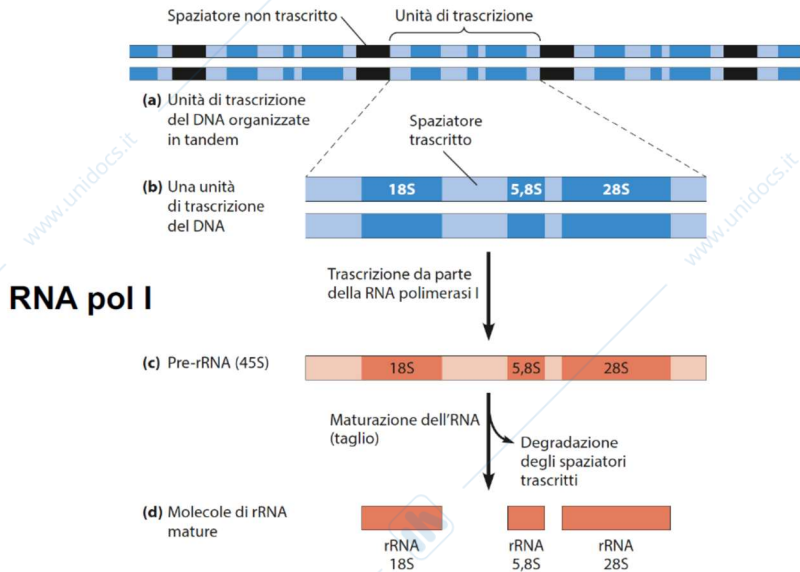 Spaziatore non trascritto
Unità di trascrizione
(a) Unità di trascrizione
del DNA organizzate
in tandem
Spaziatore
trascritto
(b) Una unità
di trascrizione
del DNA
18S
5,8S
28S
Trascrizione da parte
della RNA polimerasi I
RNA pol I
(c) Pre-rRNA (45S)
18S
5,8S
28S
Maturazione dell'RNA
(taglio)
Degradazione
degli spaziatori
trascritti
(d) Molecole di rRNA
mature
rRNA
18S
rRNA
5,8S
rRNA
28S
www.unidocs.it
www.unidocs.it